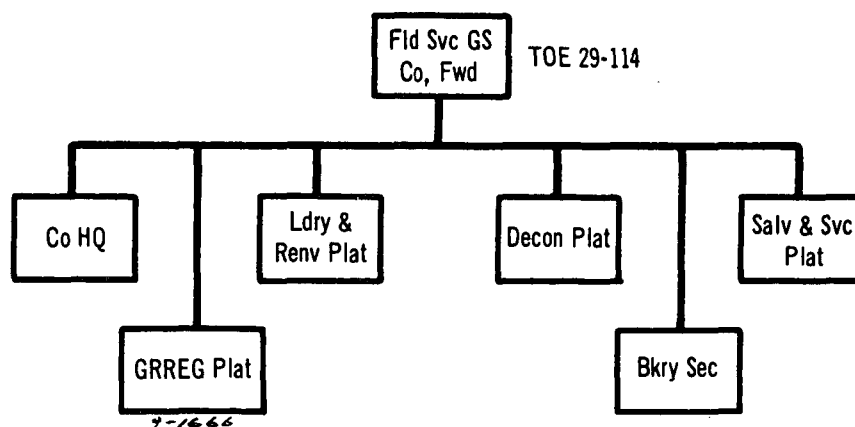 Fld Svc GS
Co, Fwd
TOE 29-114
Co HQ
Ldry &
Renv Plat
Decon Plat
Salv & Svc
Plat
GRREG Plat
Bkry Sec